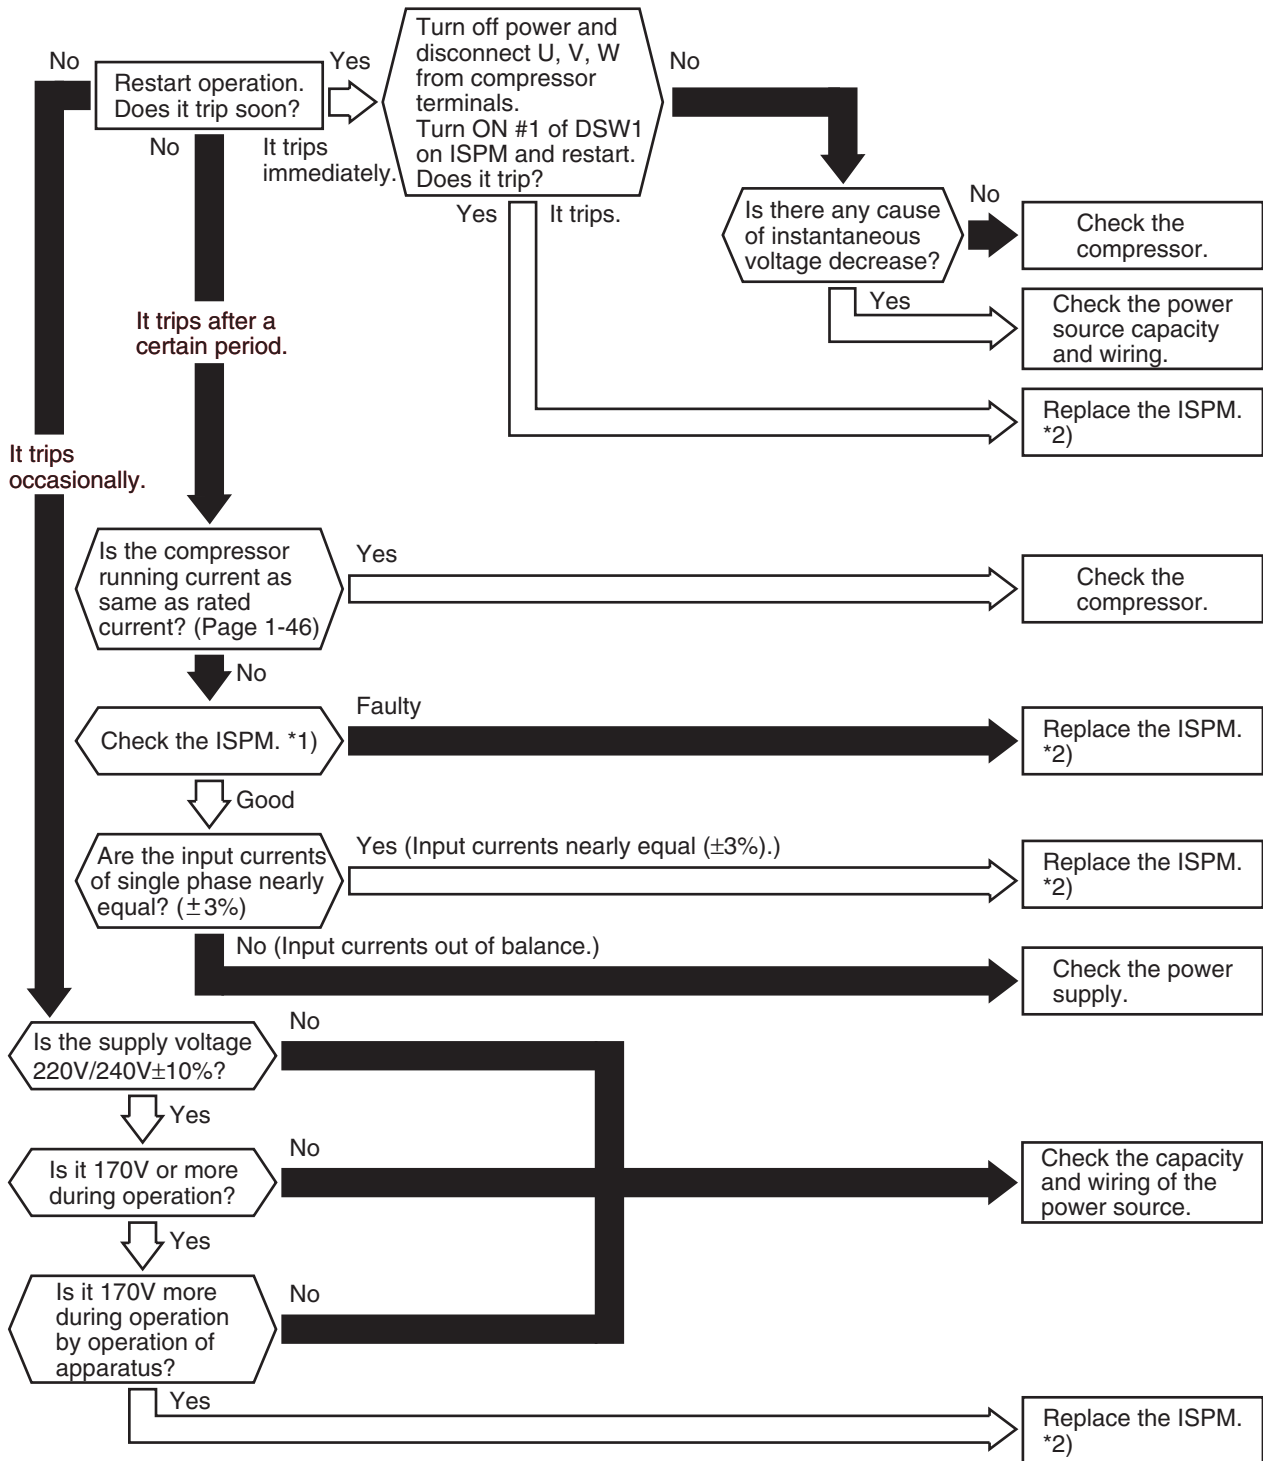 No
Restart operation.
Does it trip soon?
Yes
Turn off power and
disconnect U, V, W
from compressor
terminals.
Turn ON #1 of DSW1
on ISPM and restart.
Does it trip?
No
No
It trips
immediately.
Yes
It trips.
Is there any cause
of instantaneous
voltage decrease?
No
Check the
compressor.
Yes
Check the power
source capacity
and wiring.
Replace the ISPM.
*2)
It trips after a
certain period.
It trips
occasionally.
Is the compressor
running current as
same as rated
current? (Page 1-46)
Yes
Check the
compressor.
No
Check the ISPM. *1)
Faulty
Replace the ISPM.
*2)
Good
Are the input currents
of single phase nearly
equal? (±3%)
Yes (Input currents nearly equal (±3%).)
Replace the ISPM.
*2)
No (Input currents out of balance.)
Check the power
supply.
Is the supply voltage
220V/240V±10%?
No
Yes
Is it 170V or more
during operation?
No
Check the capacity
and wiring of the
power source.
Yes
Is it 170V more
during operation
by operation of
apparatus?
No
Yes
Replace the ISPM.
*2)